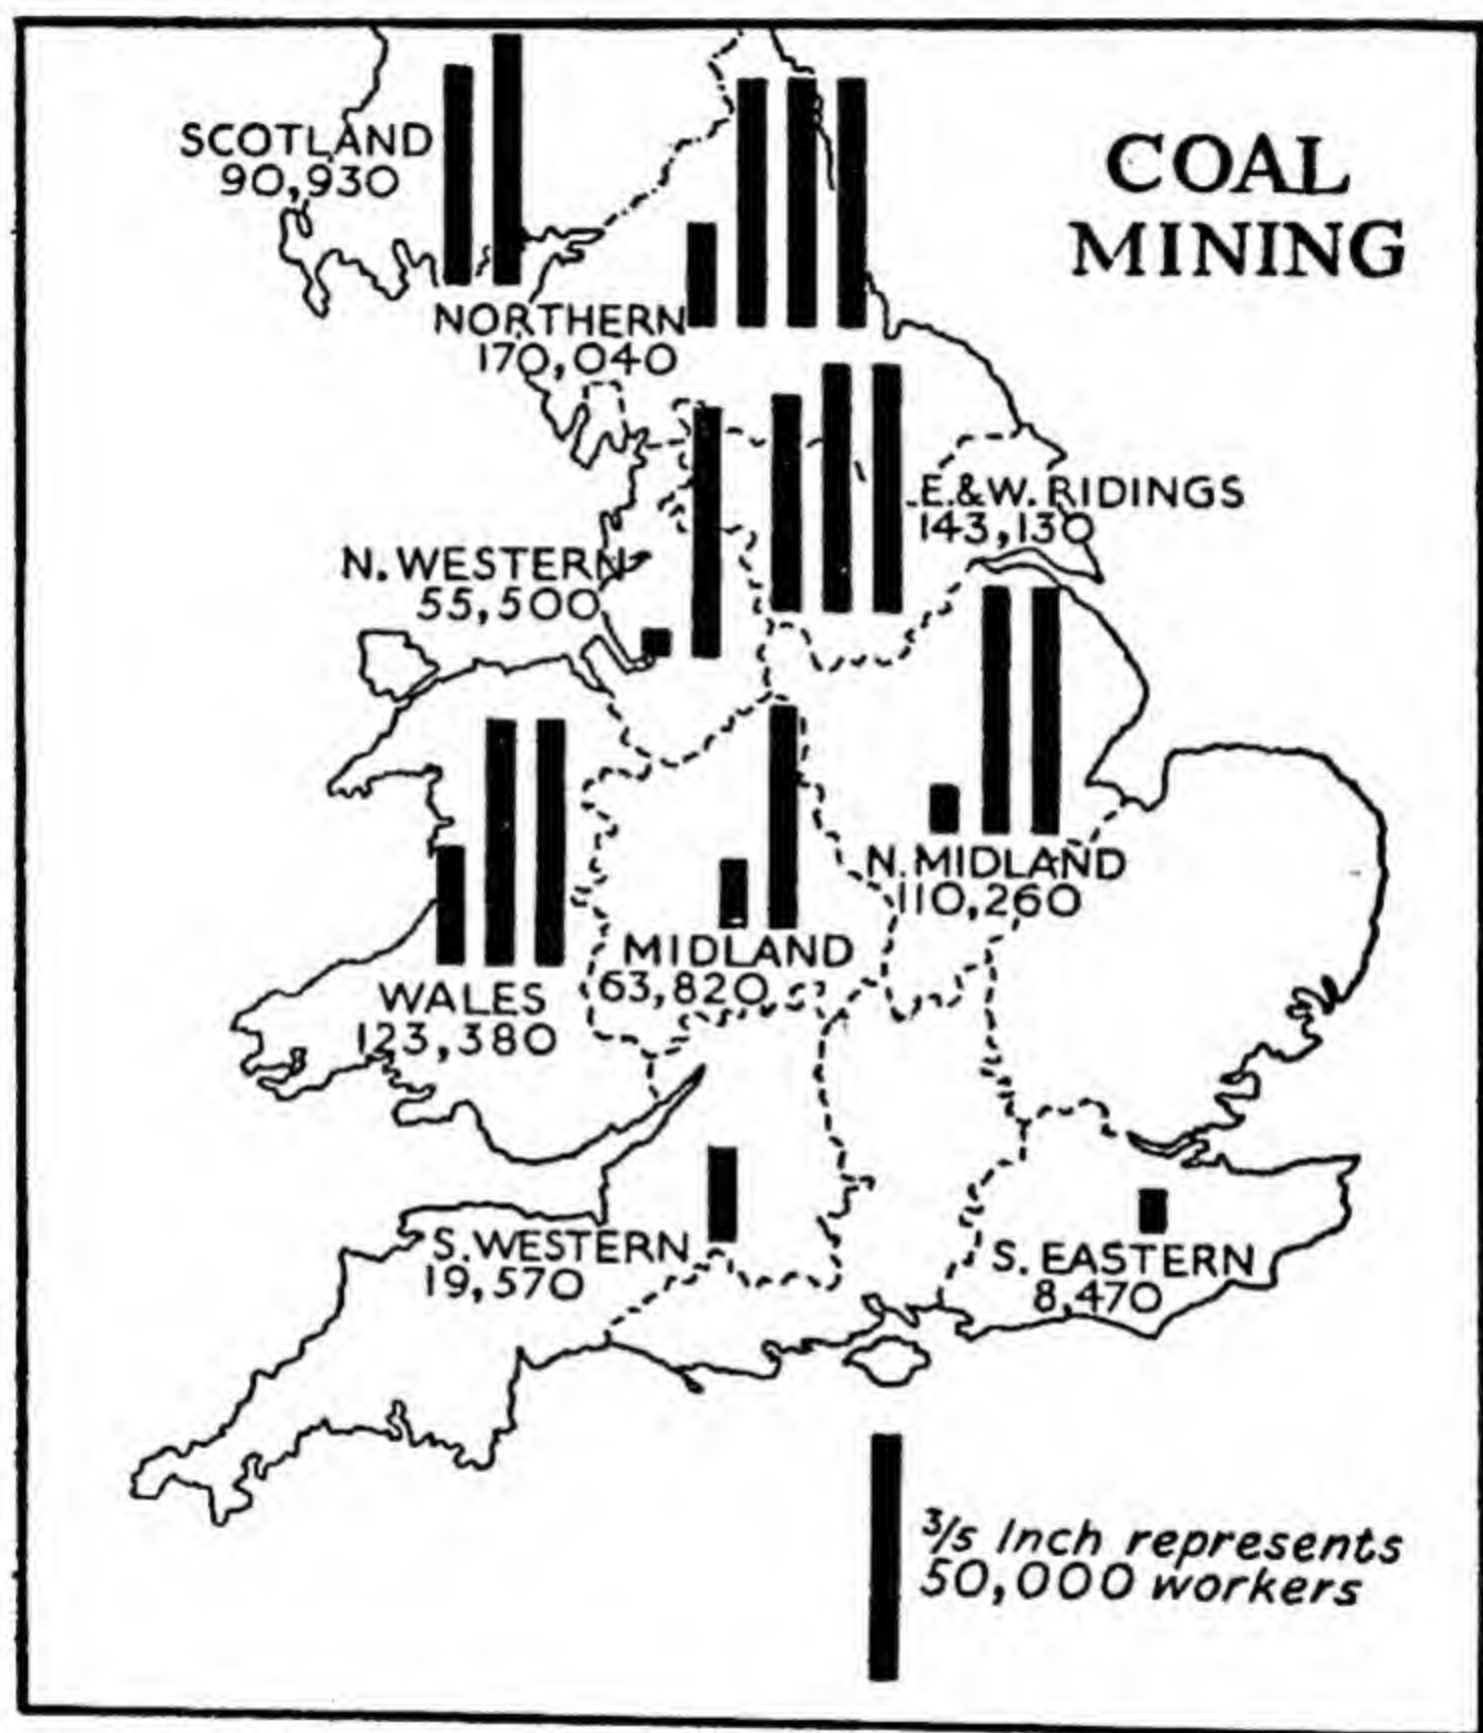 COAL
MINING
SCOTLAND
90,930
NORTHERN
170,040
E.&W. RIDINGS
143,130
N. WESTERN
55,500
N. MIDLAND
110,260
MIDLAND
63,820
WALES
123,380
S. WESTERN
19,570
S. EASTERN
8,470
3/5 Inch represents
50,000 workers